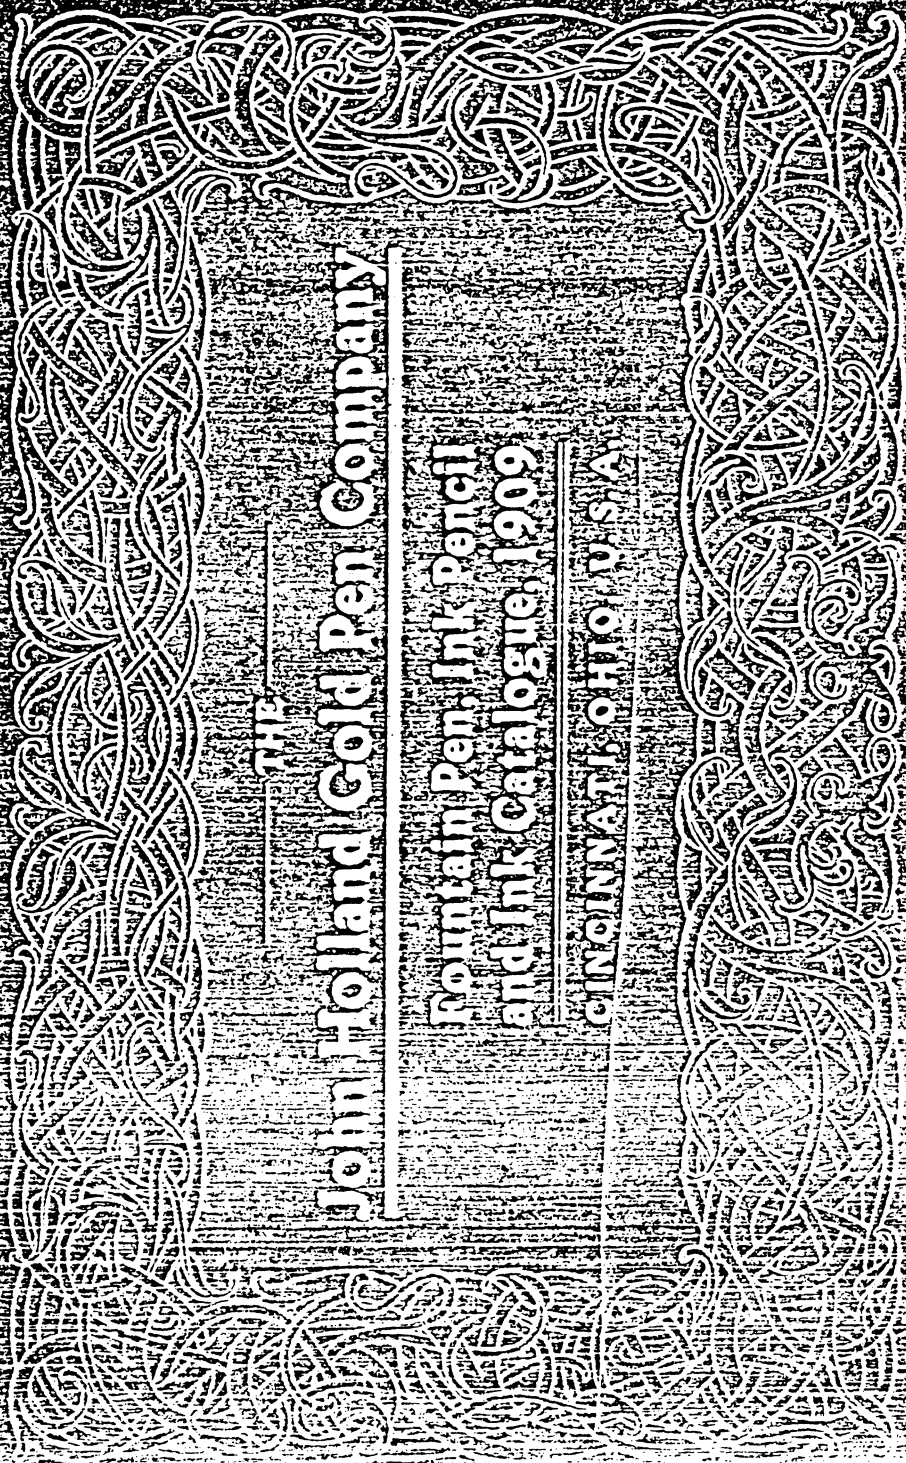 THE
John Holland Gold Pen Company
Fountain Pen, Ink Pencil
and Ink Catalogue, 1909
CINCINNATI, OHIO, U. S. A.